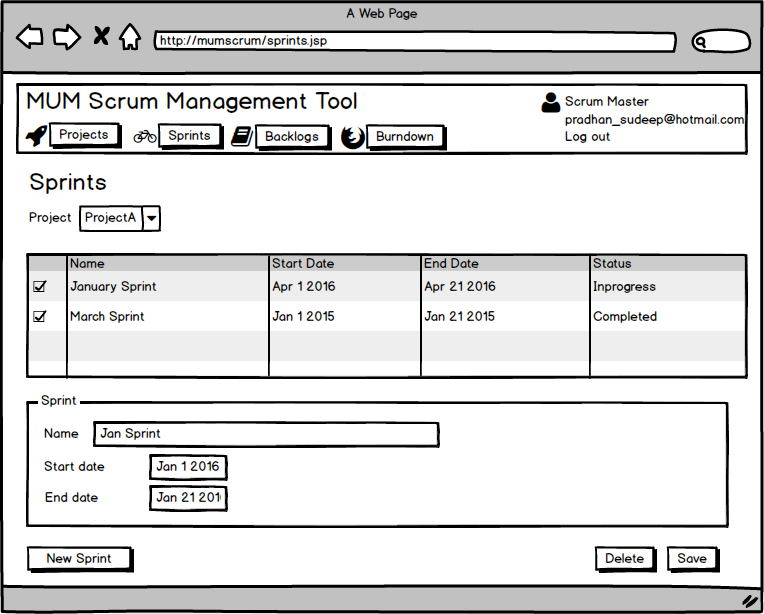 A Web Page
http://mumscrum/sprints.jsp
MUM Scrum Management Tool
Scrum Master
pradhan_sudeep@hotmail.com
Log out
Projects Sprints Backlogs Burndown
Sprints
Project ProjectA
Name Start Date End Date Status
January Sprint Apr 1 2016 Apr 21 2016 Inprogress
March Sprint Jan 1 2015 Jan 21 2015 Completed
Sprint
Name Jan Sprint
Start date Jan 1 2016
End date Jan 21 201
New Sprint Delete Save